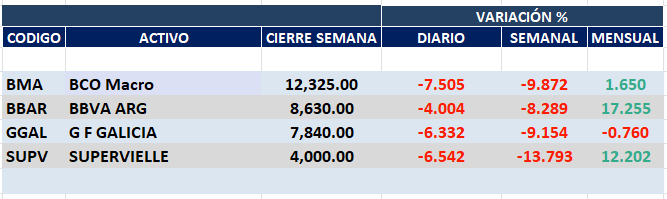 VARIACIÓN %
CODIGO ACTIVO CIERRE SEMANA DIARIO SEMANAL MENSUAL
BMA BCO Macro 12,325.00 -7.505 -9.872 1.650
BBAR BBVA ARG 8,630.00 -4.004 -8.289 17.255
GGAL G F GALICIA 7,840.00 -6.332 -9.154 -0.760
SUPV SUPERVIELLE 4,000.00 -6.542 -13.793 12.202